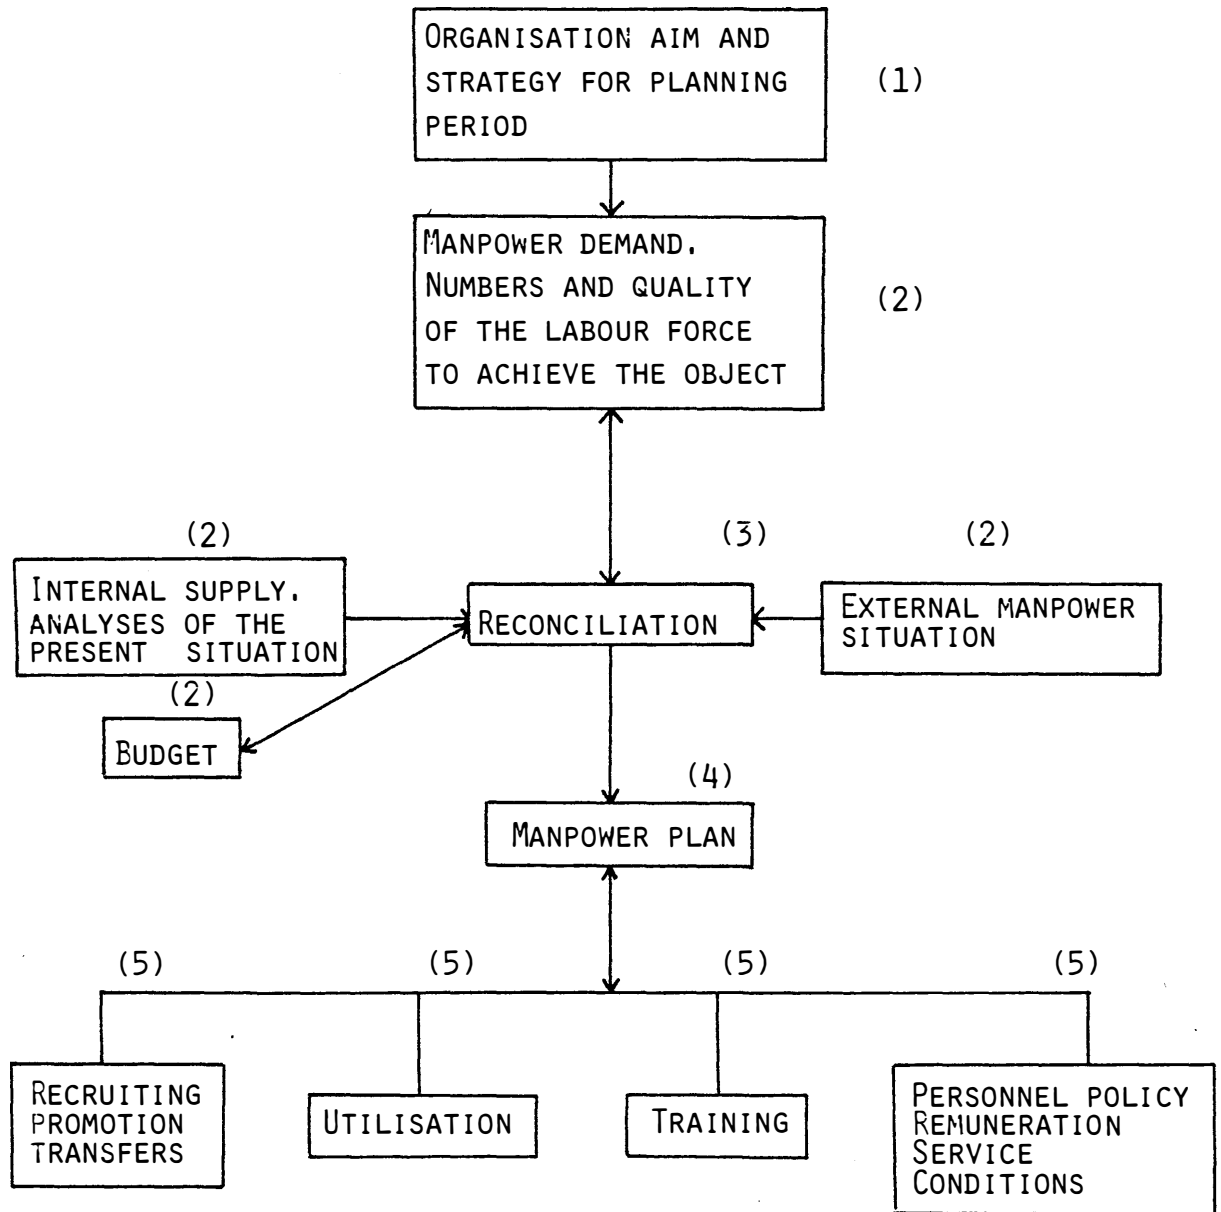 ORGANISATION AIM AND
STRATEGY FOR PLANNING
PERIOD
(1)
MANPOWER DEMAND.
NUMBERS AND QUALITY
OF THE LABOUR FORCE
TO ACHIEVE THE OBJECT
(2)
(2)
INTERNAL SUPPLY.
ANALYSES OF THE
PRESENT SITUATION
(3)
RECONCILIATION
(2)
EXTERNAL MANPOWER
SITUATION
(2)
BUDGET
(4)
MANPOWER PLAN
(5)
(5)
(5)
(5)
RECRUITING
PROMOTION
TRANSFERS
UTILISATION
TRAINING
PERSONNEL POLICY
REMUNERATION
SERVICE
CONDITIONS